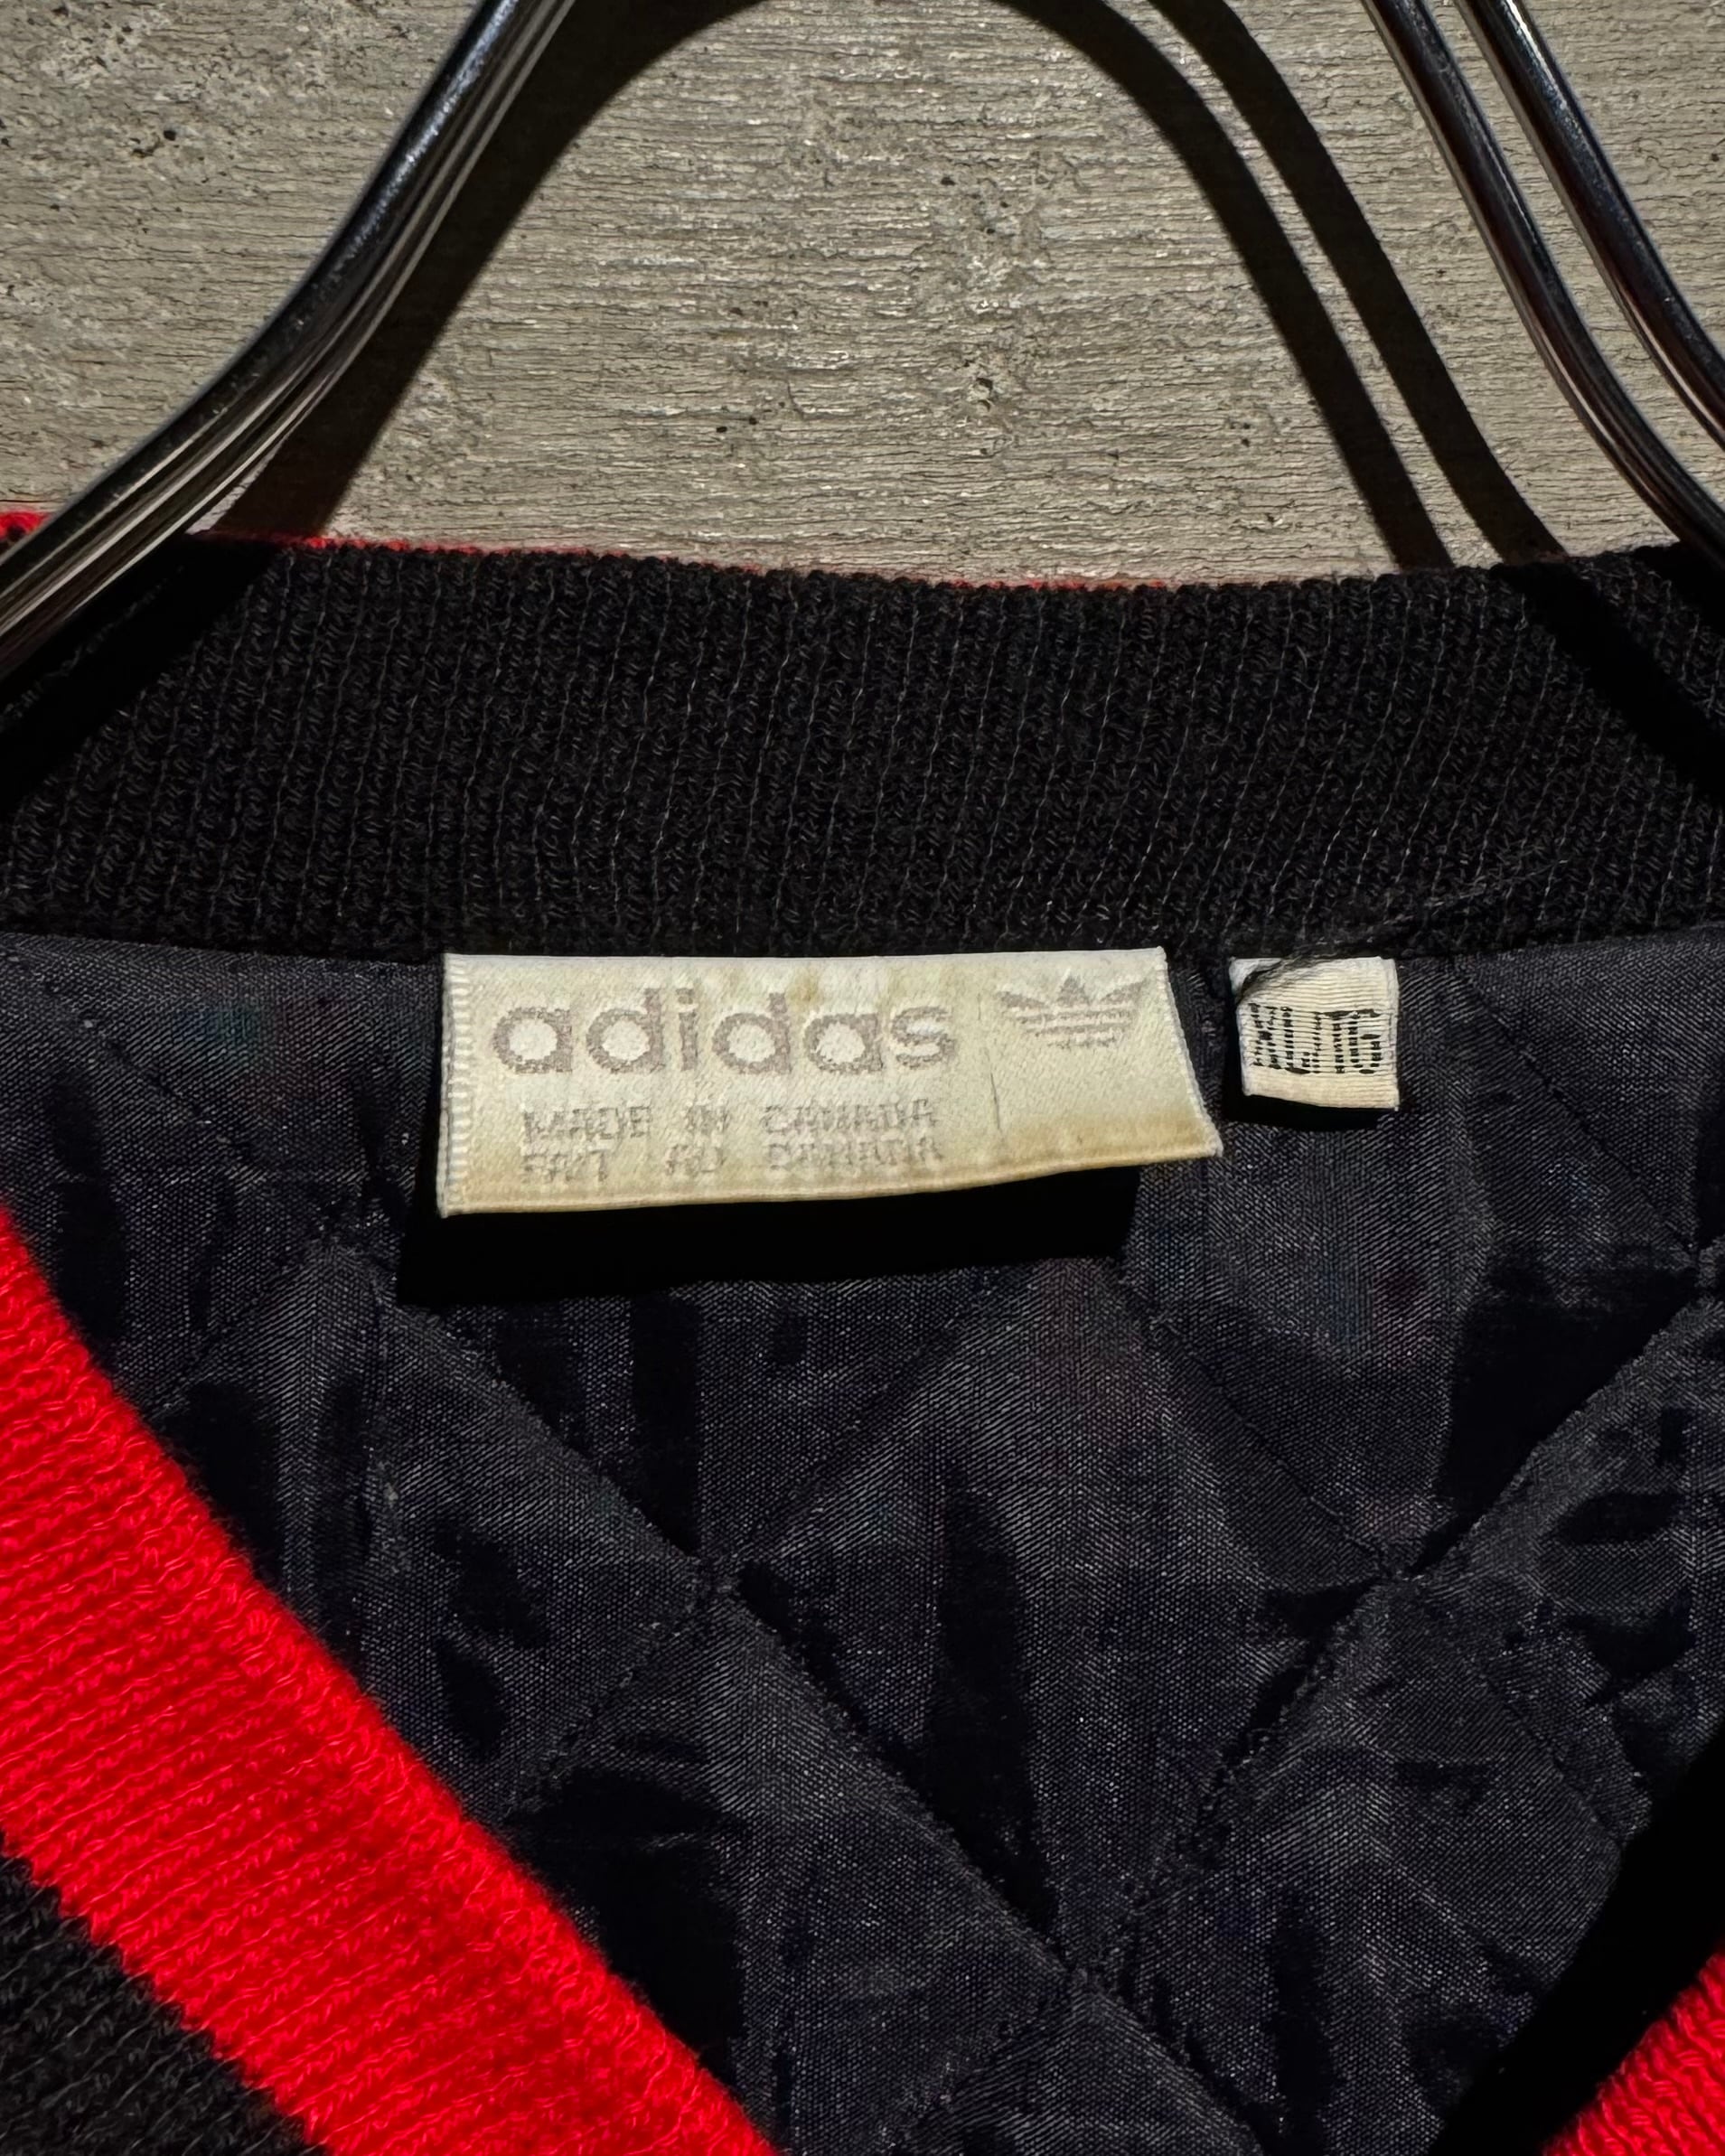 adidas
MADE IN CANADA
FAIT AU CANADA
XL/TG